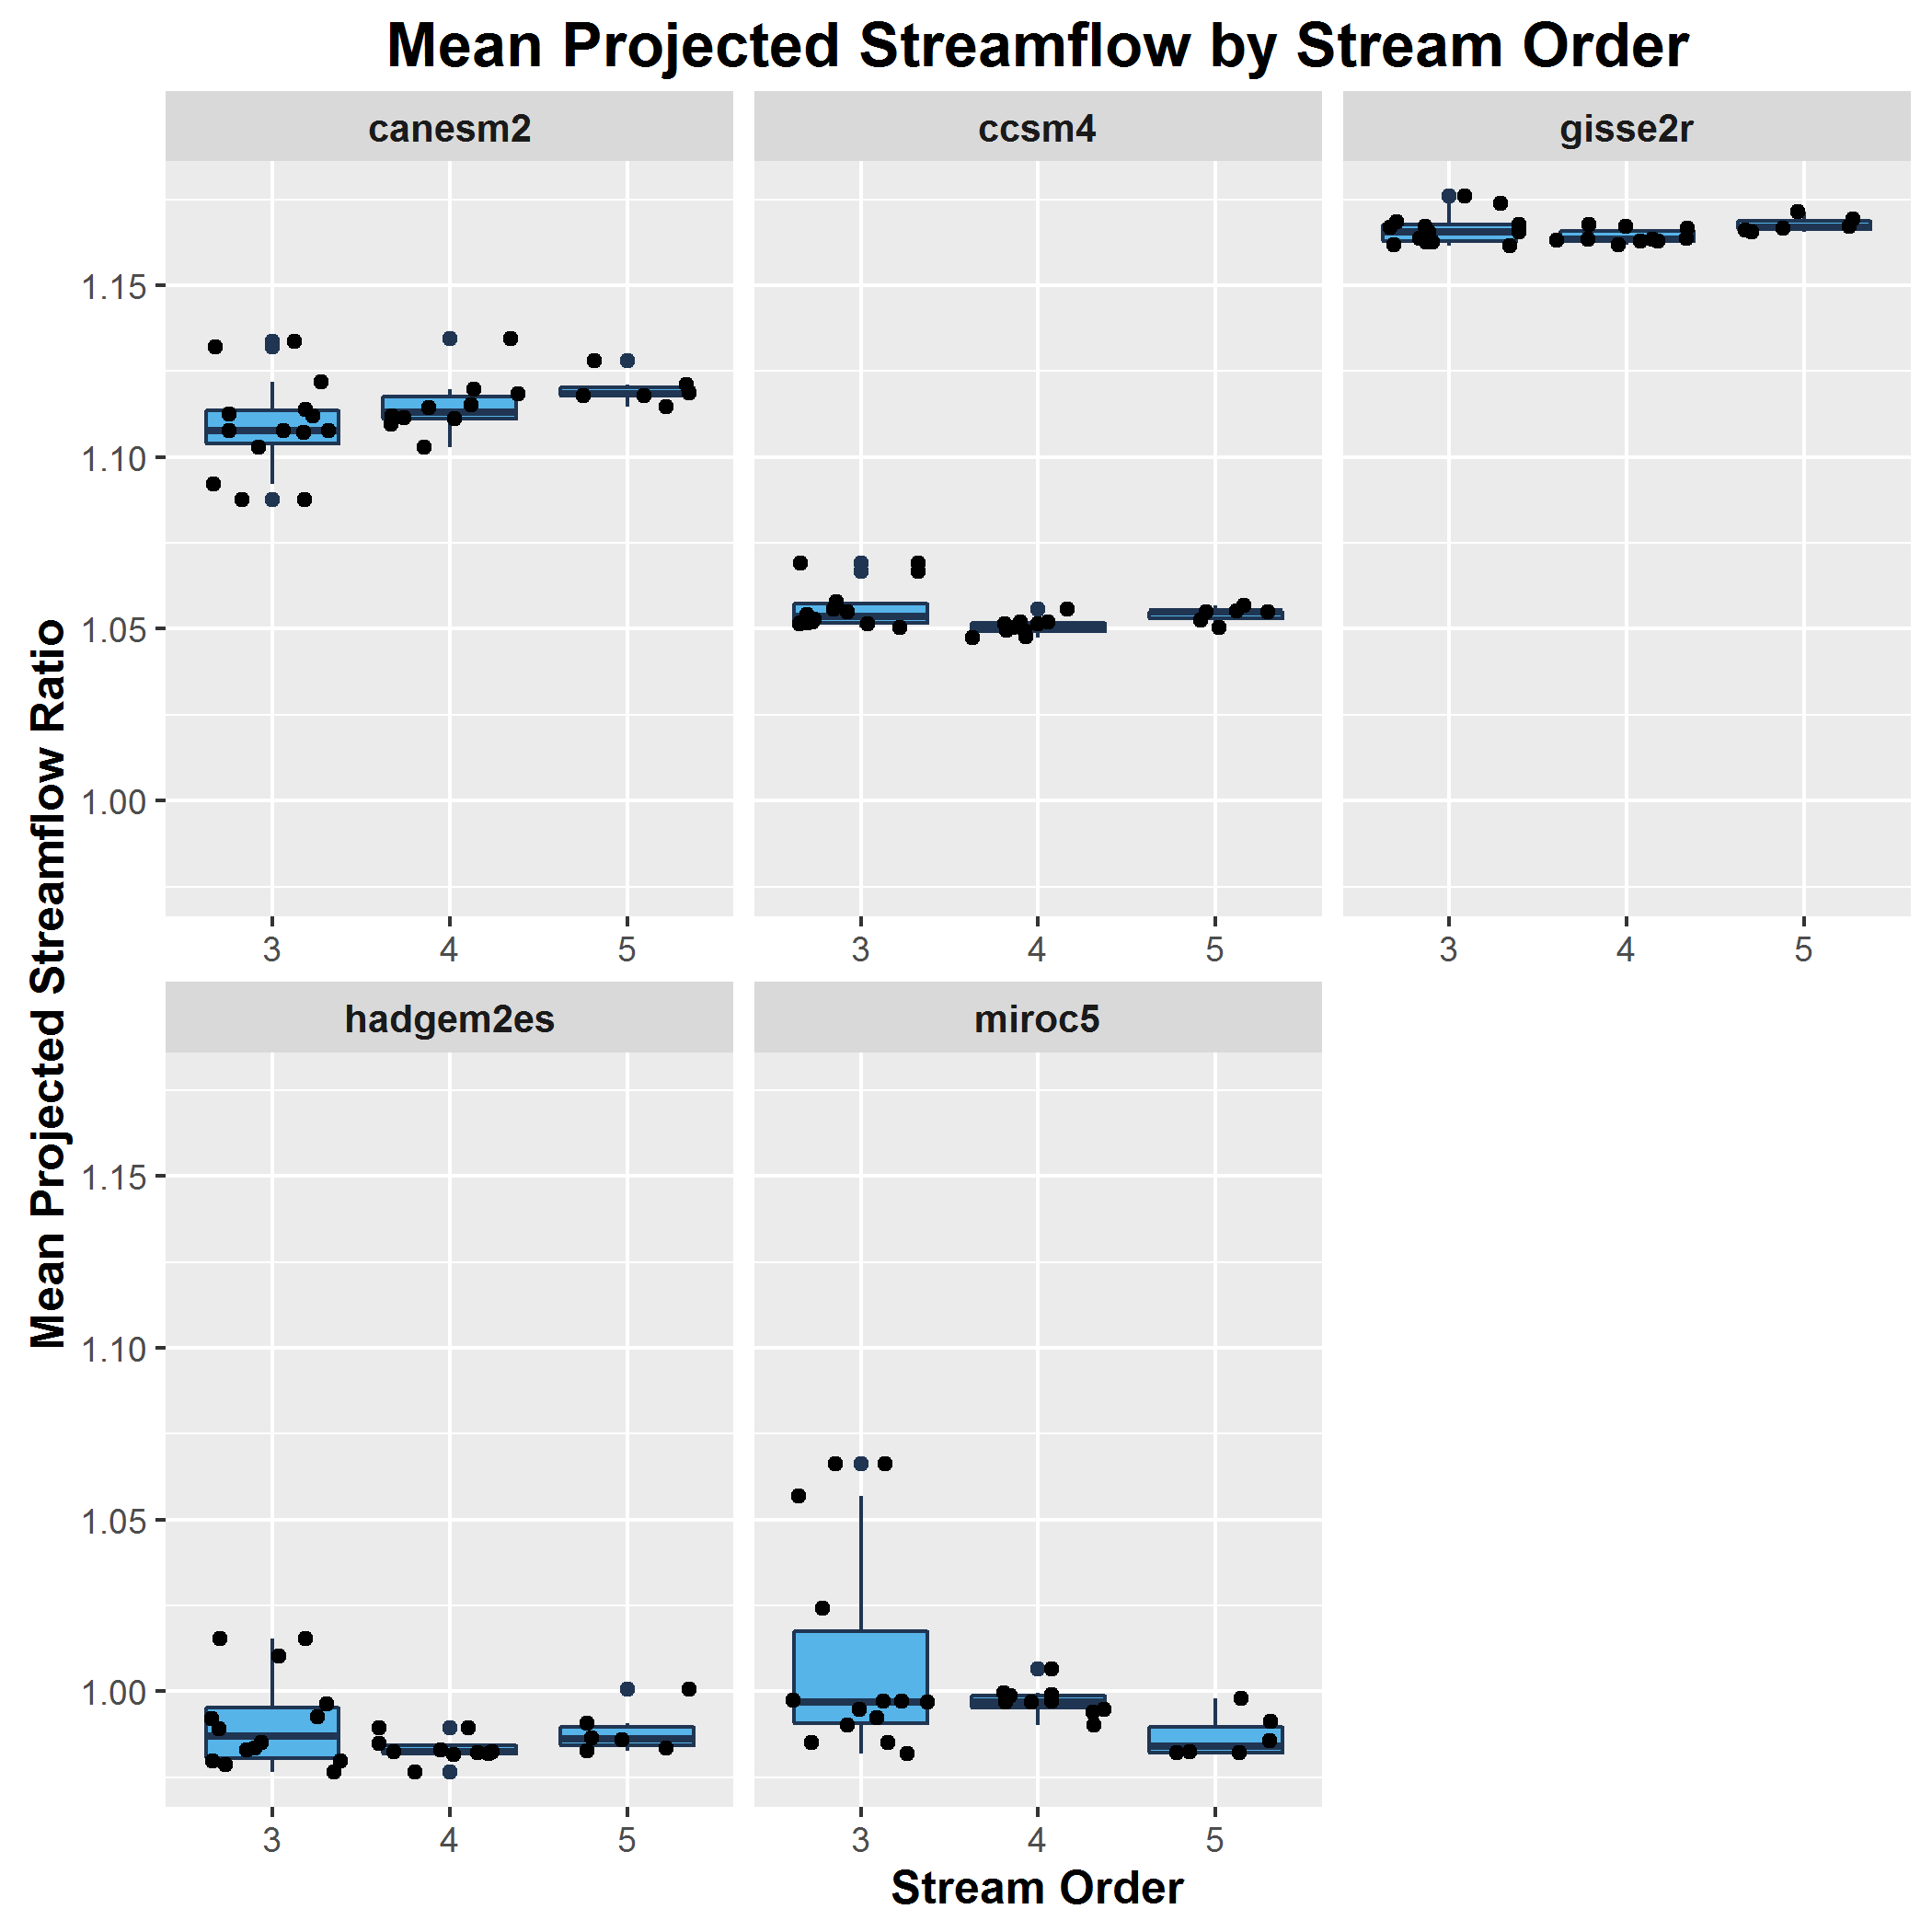 Mean Projected Streamflow by Stream Order
canesm2
ccsm4
gisse2r
1.15
1.10
1.05
1.00
3 4 5
3 4 5
3 4 5
Mean Projected Streamflow Ratio
hadgem2es
miroc5
1.15
1.10
1.05
1.00
3 4 5
3 4 5
Stream Order